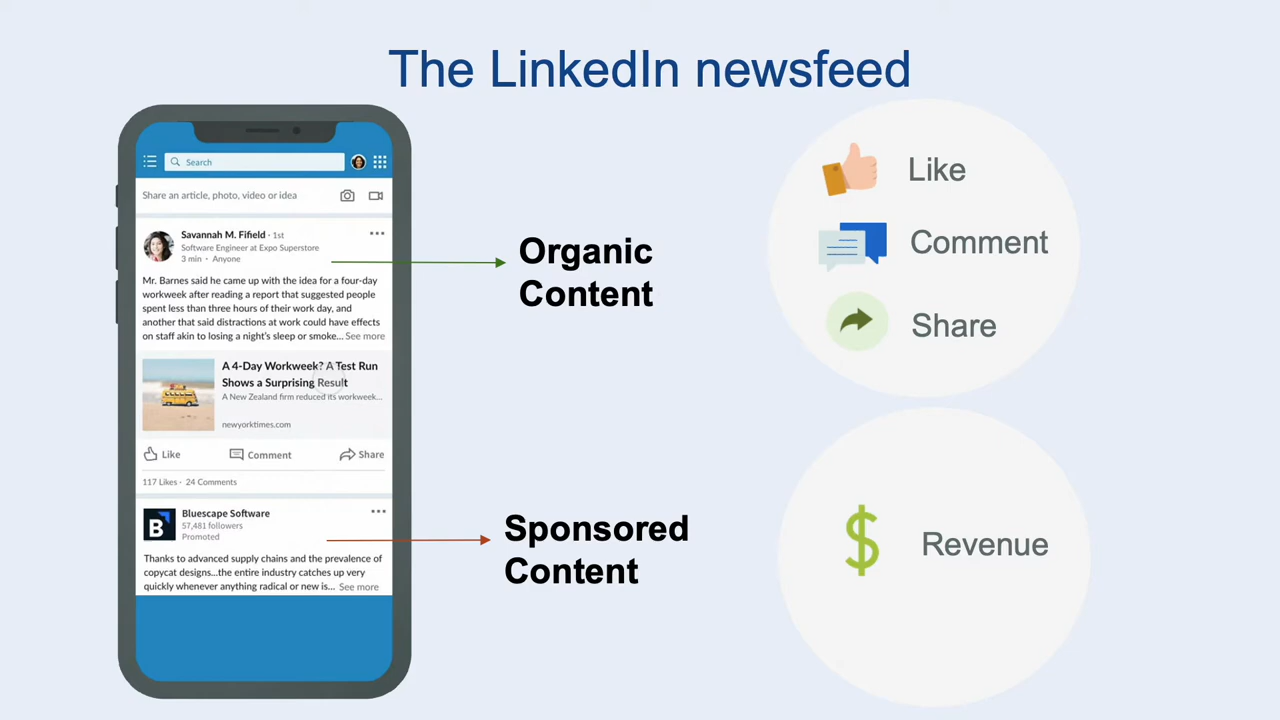 The LinkedIn newsfeed
Search
Share an article, photo, video or idea
Savannah M. Fifield · 1st
Software Engineer at Expo Superstore
3 min · Anyone
Mr. Barnes said he came up with the idea for a four-day
workweek after reading a report that suggested people
spent less than three hours of their work day, and
another that said distractions at work could have effects
on staff akin to losing a night's sleep or smoke... See more
A 4-Day Workweek? A Test Run
Shows a Surprising Result
A New Zealand firm reduced its workweek...
newyorktimes.com
Like Comment Share
117 Likes · 24 Comments
B
Bluescape Software
57,481 followers
Promoted
Thanks to advanced supply chains and the prevalence of
copycat designs...the entire industry catches up very
quickly whenever anything radical or new is... See more
Organic
Content
Sponsored
Content
Like
Comment
Share
$
Revenue